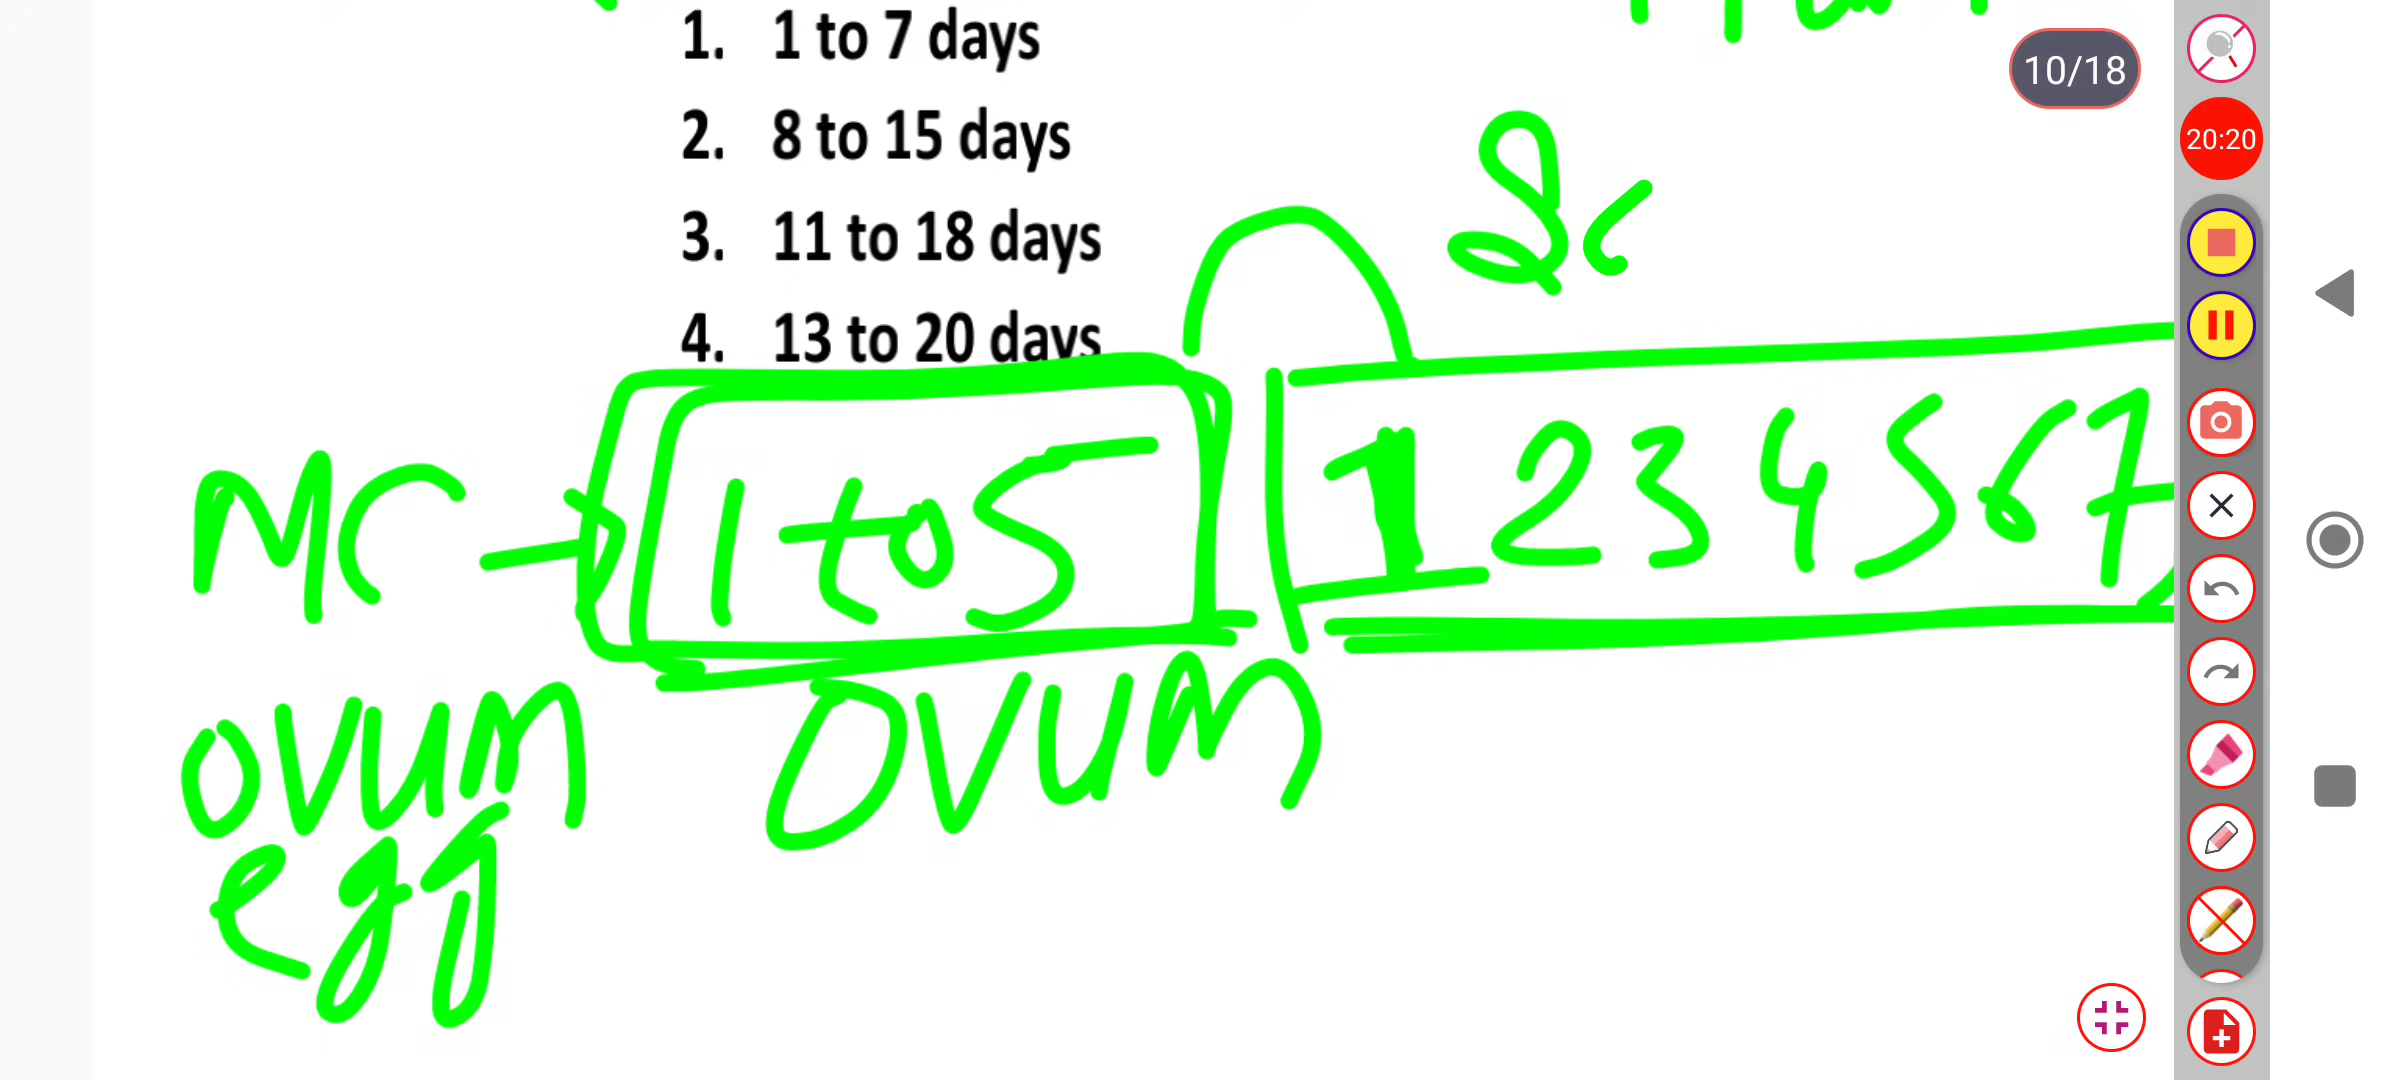 1. 1 to 7 days
10/18
2. 8 to 15 days
20:20
3. 11 to 18 days
4. 13 to 20 days
MC → 1 to 5 1 2 3 4 5 6 7
ovum OVUM
egg